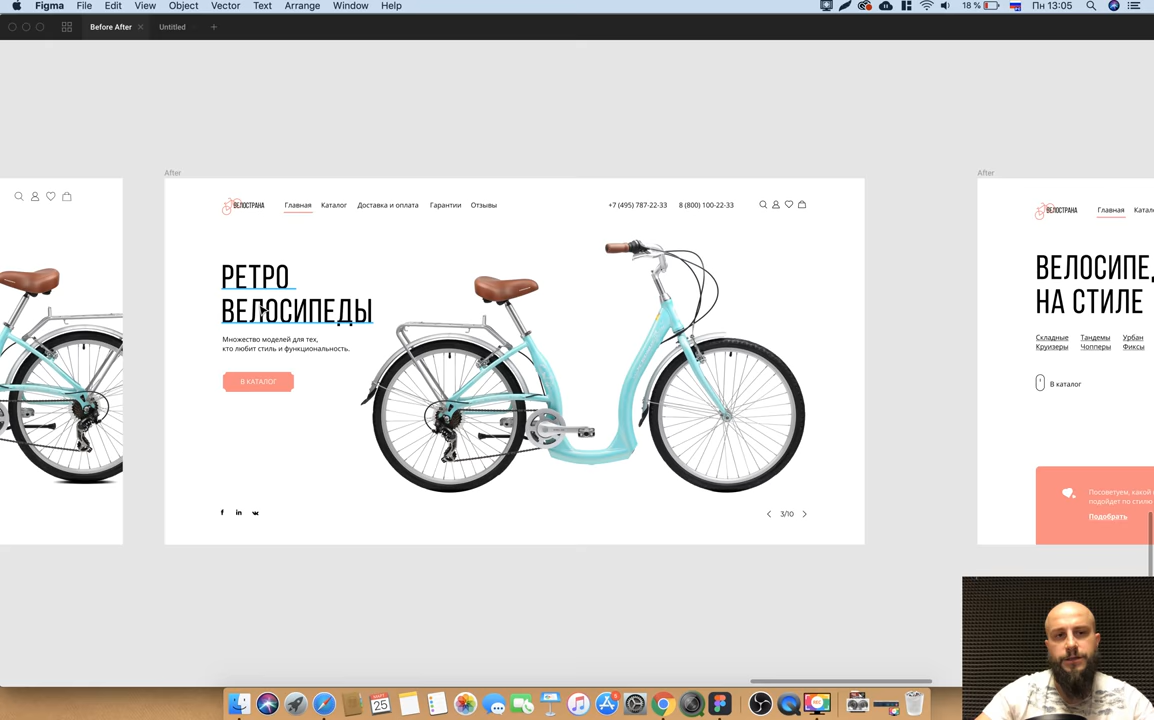 Figma File Edit View Object Vector Text Arrange Window Help 18 % Пн 13:05
Before After Untitled
After
ВЕЛОСТРАНА Главная Каталог Доставка и оплата Гарантии Отзывы +7 (495) 787-22-33 8 (800) 100-22-33
РЕТРО
ВЕЛОСИПЕДЫ
Множество моделей для тех,
кто любит стиль и функциональность.
В КАТАЛОГ
f in
3/10
After
ВЕЛОСТРАНА Главная
НА СТИЛЕ
Складные Тандемы Урбан
Круизеры Чопперы Фиксы
В каталог
Посоветуем, какой
подойдет по стилю
Подобрать
25